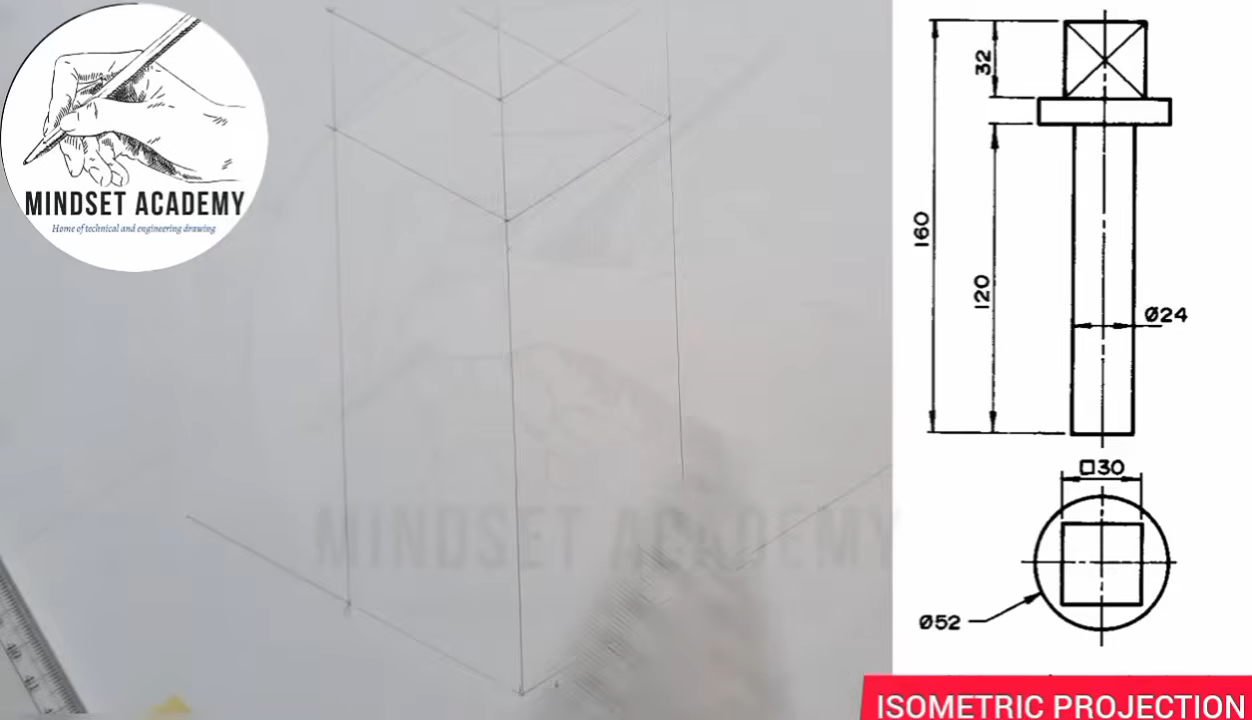 MINDSET ACADEMY
Home of technical and engineering drawing
MINDSET ACADEMY
32
160
120
Ø24
□30
Ø52
ISOMETRIC PROJECTION